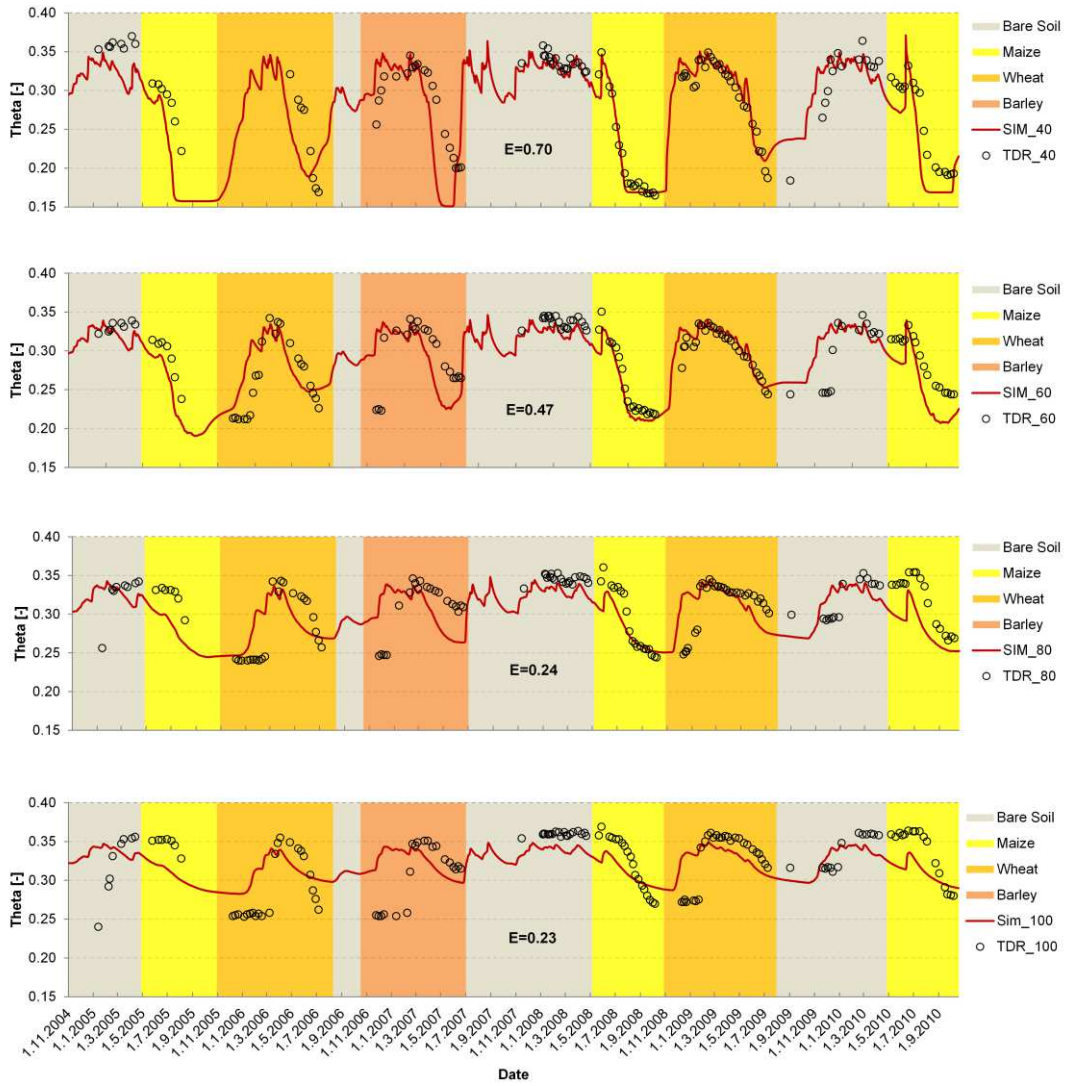 0.40
0.35
0.30
0.25
0.20
0.15
Theta [-]
E=0.70
Bare Soil
Maize
Wheat
Barley
SIM_40
TDR_40
0.40
0.35
0.30
0.25
0.20
0.15
Theta [-]
E=0.47
Bare Soil
Maize
Wheat
Barley
SIM_60
TDR_60
0.40
0.35
0.30
0.25
0.20
0.15
Theta [-]
E=0.24
Bare Soil
Maize
Wheat
Barley
SIM_80
TDR_80
0.40
0.35
0.30
0.25
0.20
0.15
Theta [-]
E=0.23
Bare Soil
Maize
Wheat
Barley
Sim_100
TDR_100
1.11.2004
1.1.2005
1.3.2005
1.5.2005
1.7.2005
1.9.2005
1.11.2005
1.1.2006
1.3.2006
1.5.2006
1.7.2006
1.9.2006
1.11.2006
1.1.2007
1.3.2007
1.5.2007
1.7.2007
1.9.2007
1.11.2007
1.1.2008
1.3.2008
1.5.2008
1.7.2008
1.9.2008
1.11.2008
1.1.2009
1.3.2009
1.5.2009
1.7.2009
1.9.2009
1.11.2009
1.1.2010
1.3.2010
1.5.2010
1.7.2010
1.9.2010
Date